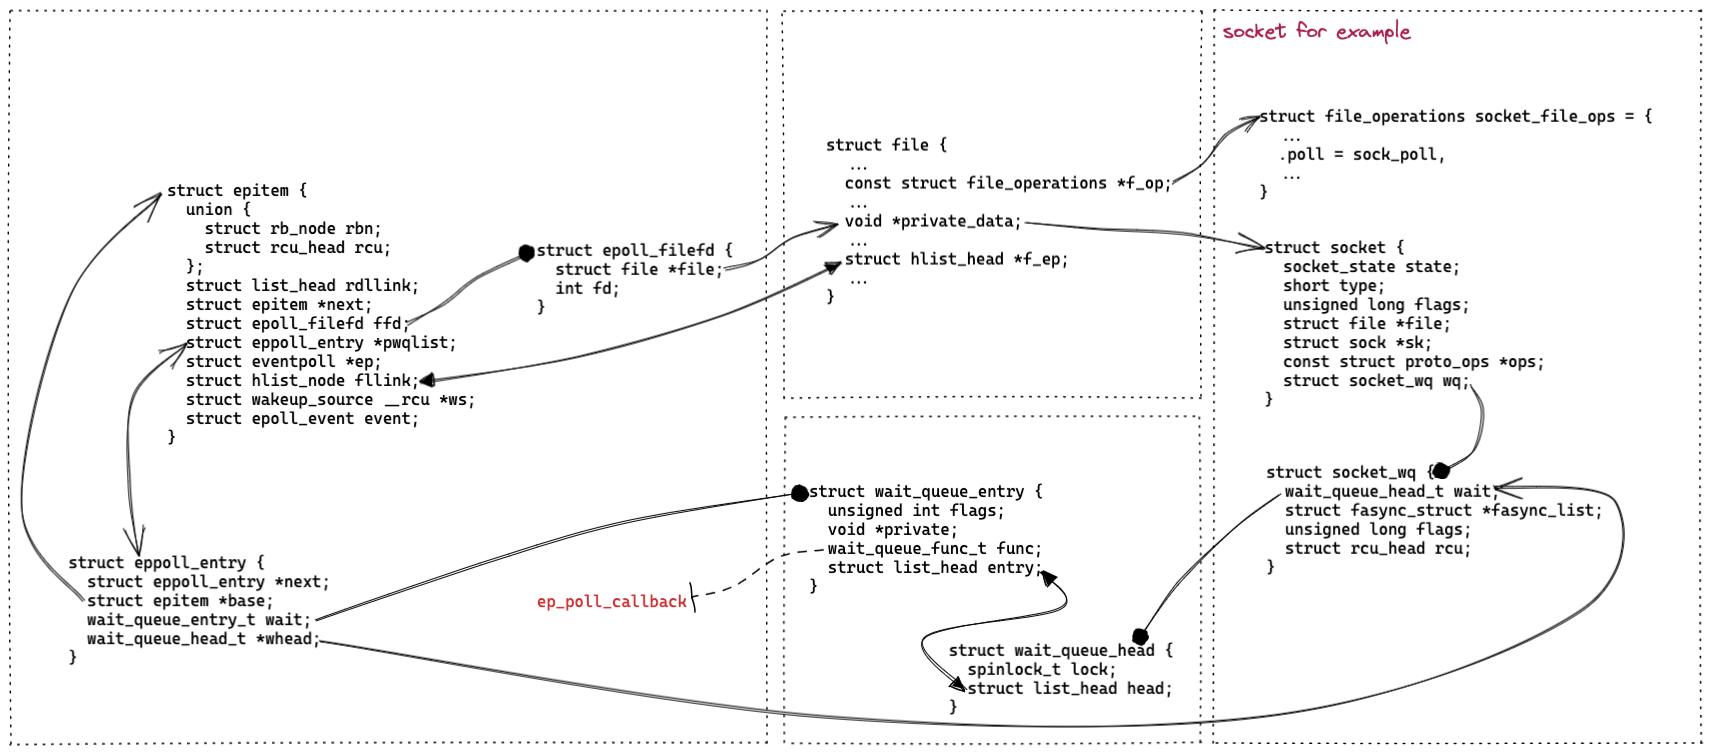 socket for example
struct epitem {
union {
struct rb_node rbn;
struct rcu_head rcu;
};
struct list_head rdllink;
struct epitem *next;
struct epoll_filefd ffd;
struct eppoll_entry *pwqlist;
struct eventpoll *ep;
struct hlist_node fllink;
struct wakeup_source __rcu *ws;
struct epoll_event event;
}
struct epoll_filefd {
struct file *file;
int fd;
}
struct eppoll_entry {
struct eppoll_entry *next;
struct epitem *base;
wait_queue_entry_t wait;
wait_queue_head_t *whead;
}
struct file {
...
const struct file_operations *f_op;
...
void *private_data;
...
struct hlist_head *f_ep;
...
}
struct wait_queue_entry {
unsigned int flags;
void *private;
wait_queue_func_t func;
struct list_head entry;
}
ep_poll_callback
struct wait_queue_head {
spinlock_t lock;
struct list_head head;
}
struct file_operations socket_file_ops = {
...
.poll = sock_poll,
...
}
struct socket {
socket_state state;
short type;
unsigned long flags;
struct file *file;
struct sock *sk;
const struct proto_ops *ops;
struct socket_wq wq;
}
struct socket_wq {
wait_queue_head_t wait;
struct fasync_struct *fasync_list;
unsigned long flags;
struct rcu_head rcu;
}